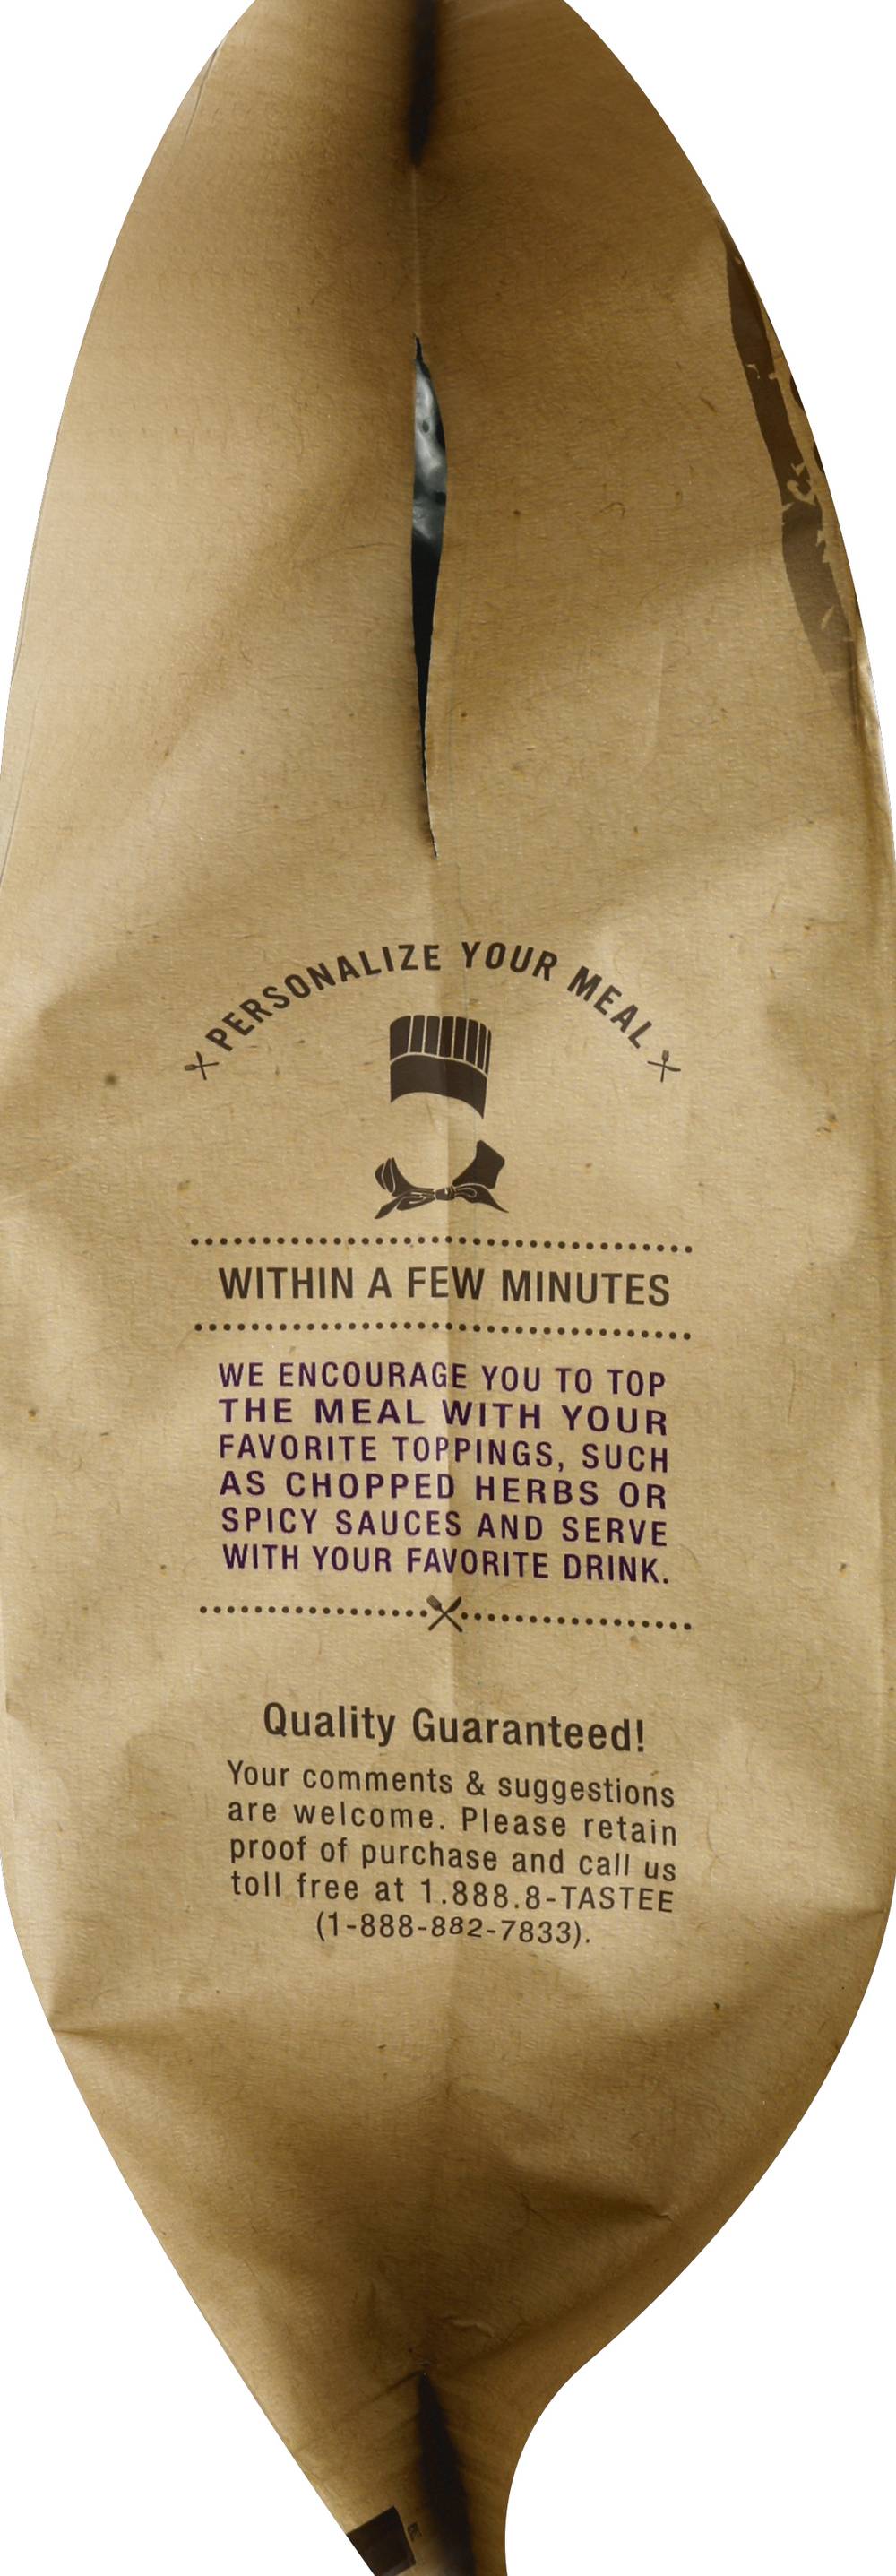 PERSONALIZE YOUR MEAL
WITHIN A FEW MINUTES
WE ENCOURAGE YOU TO TOP
THE MEAL WITH YOUR
FAVORITE TOPPINGS, SUCH
AS CHOPPED HERBS OR
SPICY SAUCES AND SERVE
WITH YOUR FAVORITE DRINK.
Quality Guaranteed!
Your comments & suggestions
are welcome. Please retain
proof of purchase and call us
toll free at 1.888.8-TASTEE
(1-888-882-7833).